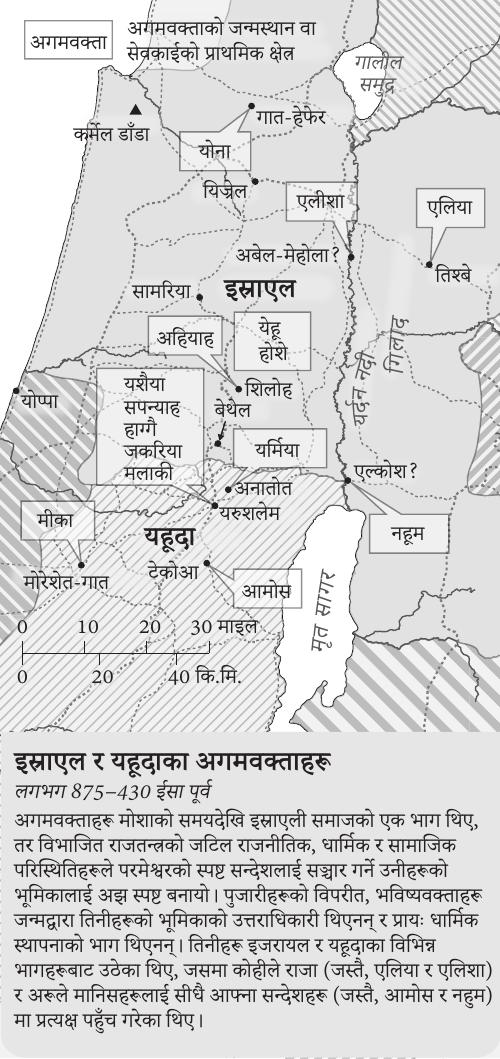 अगमवक्ता
अगमवक्ताको जन्मस्थान वा
सेवकाईको प्राथमिक क्षेत्र
गालील
समुद्र
कर्मेल डाँडा
गात-हेफेर
योना
यिज्रेल
एलीशा
एलिया
अबेल-मेहोला?
तिश्बे
सामरिया
इस्राएल
अहियाह
येहू
होशे
यर्दन नदी
गिलाद
योप्पा
यशैया
सपन्याह
हाग्गै
जकरिया
मलाकी
शिलोह
बेथेल
यर्मिया
एल्कोश?
अनातोत
यरुशलेम
मीका
यहूदा
नहूम
मोरेशेत-गात
टेकोआ
आमोस
मृत सागर
0 10 20 30 माइल
0 20 40 कि.मि.
इस्राएल र यहूदाका अगमवक्ताहरू
लगभग 875–430 ईसा पूर्व
अगमवक्ताहरू मोशाको समयदेखि इस्राएली समाजको एक भाग थिए,
तर विभाजित राजतन्त्रको जटिल राजनीतिक, धार्मिक र सामाजिक
परिस्थितिहरूले परमेश्वरको स्पष्ट सन्देशलाई सञ्चार गर्ने उनीहरूको
भूमिकालाई अझ स्पष्ट बनायो। पुजारीहरूको विपरीत, भविष्यवक्ताहरू
जन्मद्वारा तिनीहरूको भूमिकाको उत्तराधिकारी थिएनन् र प्रायः धार्मिक
स्थापनाको भाग थिएनन्। तिनीहरू इजरायल र यहूदाका विभिन्न
भागहरूबाट उठेका थिए, जसमा कोहीले राजा (जस्तै, एलिया र एलिशा)
र अरूले मानिसहरूलाई सीधै आफ्ना सन्देशहरू (जस्तै, आमोस र नहुम)
मा प्रत्यक्ष पहुँच गरेका थिए।